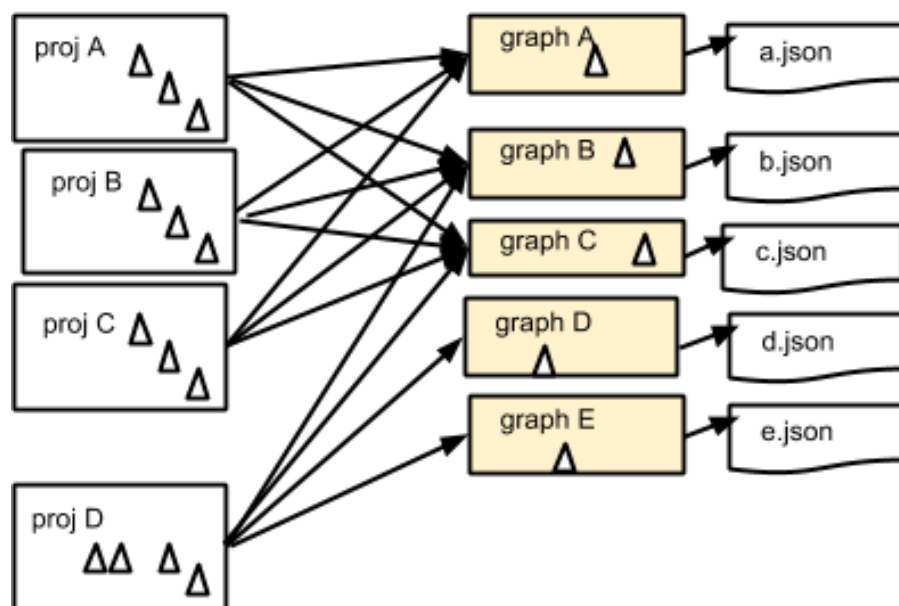 proj A
graph A
a.json
proj B
graph B
b.json
graph C
c.json
proj C
graph D
d.json
graph E
e.json
proj D